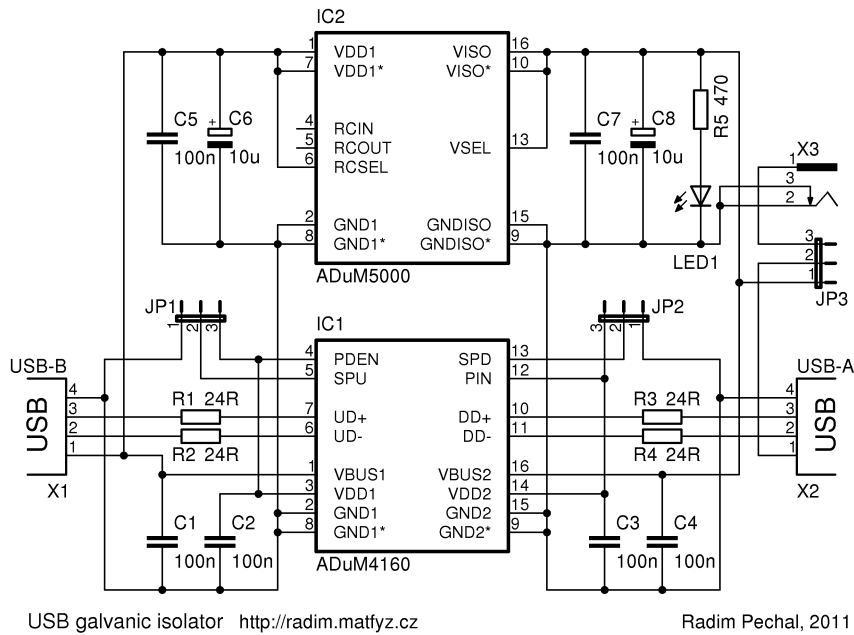 IC2
1 VDD1 VISO 16
7 VDD1* VISO* 10
C5 100n
+ C6 10u
4 RCIN
5 RCOUT VSEL 13
6 RCSEL
2 GND1 GNDISO 15
8 GND1* GNDISO* 9
ADuM5000
C7 100n
+ C8 10u
R5 470
LED1
X3
1
3
2
3
2
1
JP3
JP1
1 2 3
IC1
JP2
3 2 1
4 PDEN SPD 13
5 SPU PIN 12
7 UD+ DD+ 10
6 UD- DD- 11
1 VBUS1 VBUS2 16
3 VDD1 VDD2 14
2 GND1 GND2 15
8 GND1* GND2* 9
ADuM4160
USB-B
USB
4
3
2
1
X1
R1 24R
R2 24R
R3 24R
R4 24R
USB-A
USB
4
3
2
1
X2
C1 100n
C2 100n
C3 100n
C4 100n
USB galvanic isolator http://radim.matfyz.cz
Radim Pechal, 2011